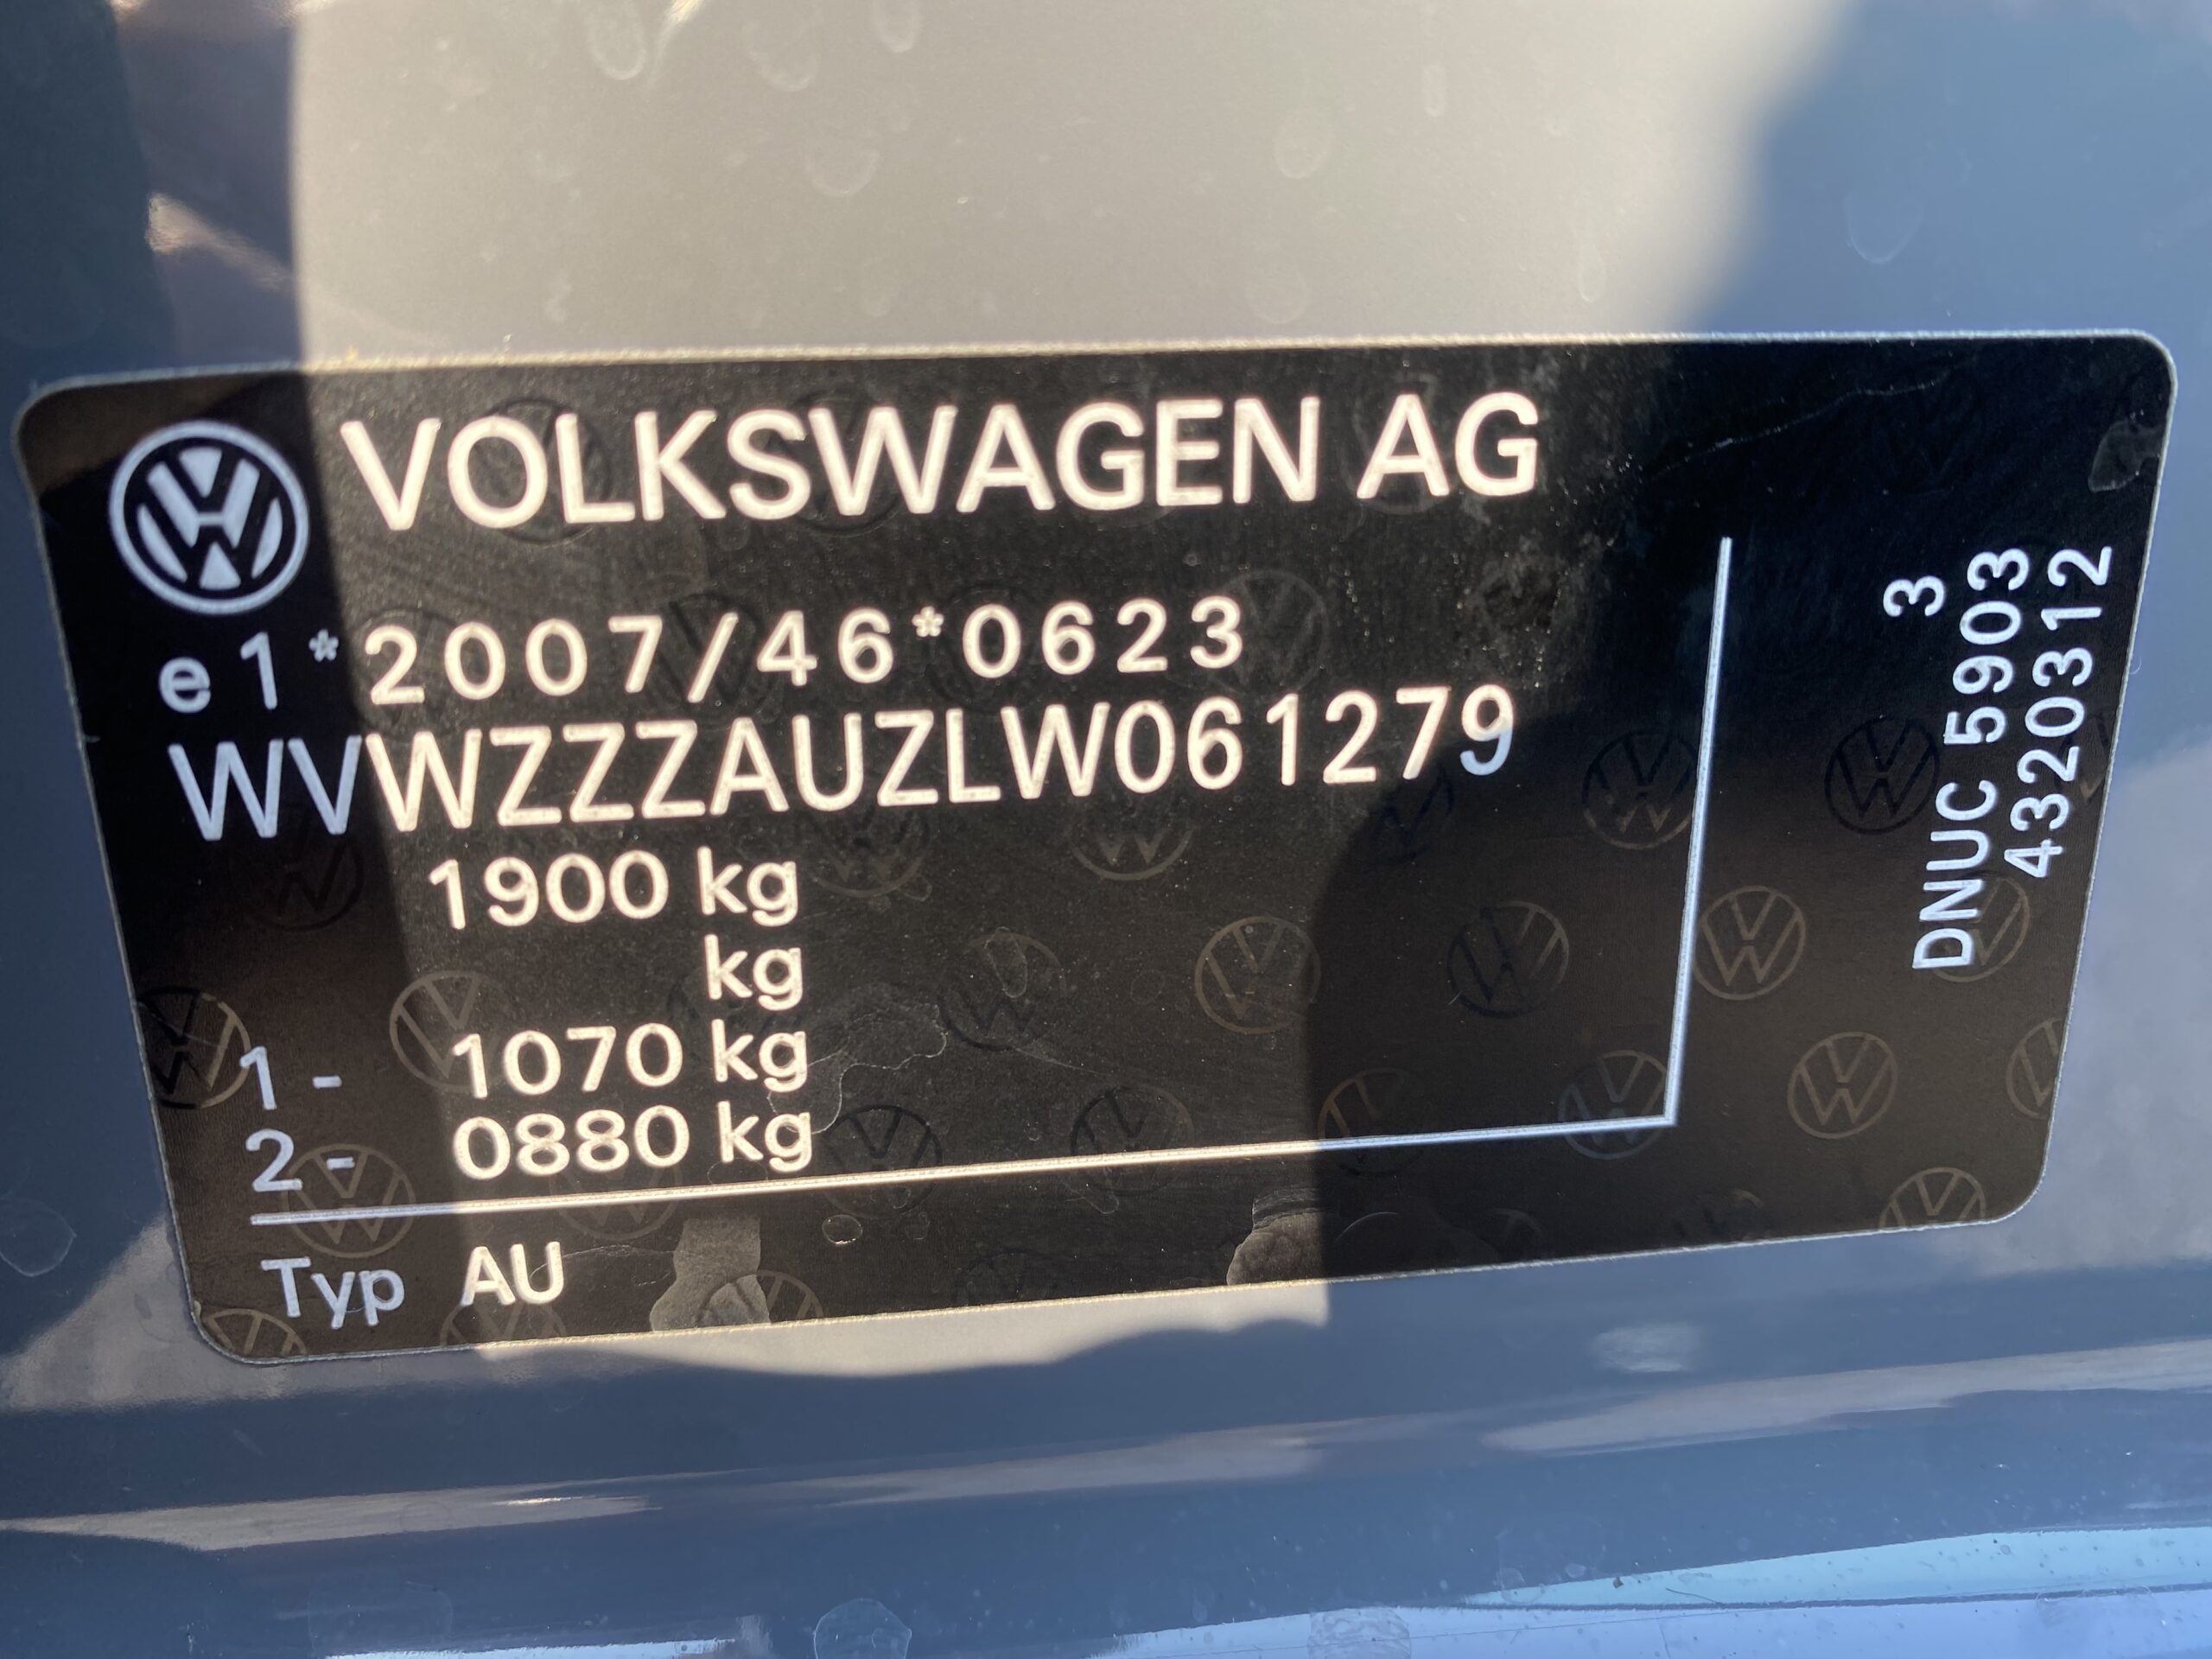 VOLKSWAGEN AG
e1*2007/46*0623
WVWZZZAUZLW061279
1900 kg
kg
1- 1070 kg
2- 0880 kg
Typ AU
3
DNUC 5903
4320312